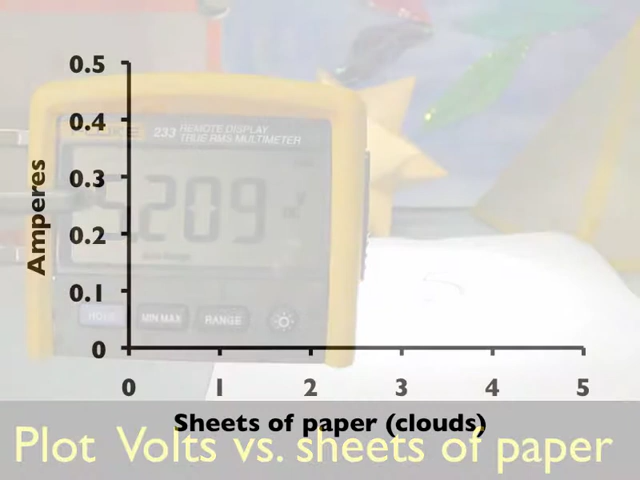 0.5
0.4
0.3
0.2
0.1
0
Amperes
233 REMOTE DISPLAY
TRUE RMS MULTIMETER
.209
HOLD
MIN MAX
RANGE
0 1 2 3 4 5
Sheets of paper (clouds)
Plot Volts vs. sheets of paper